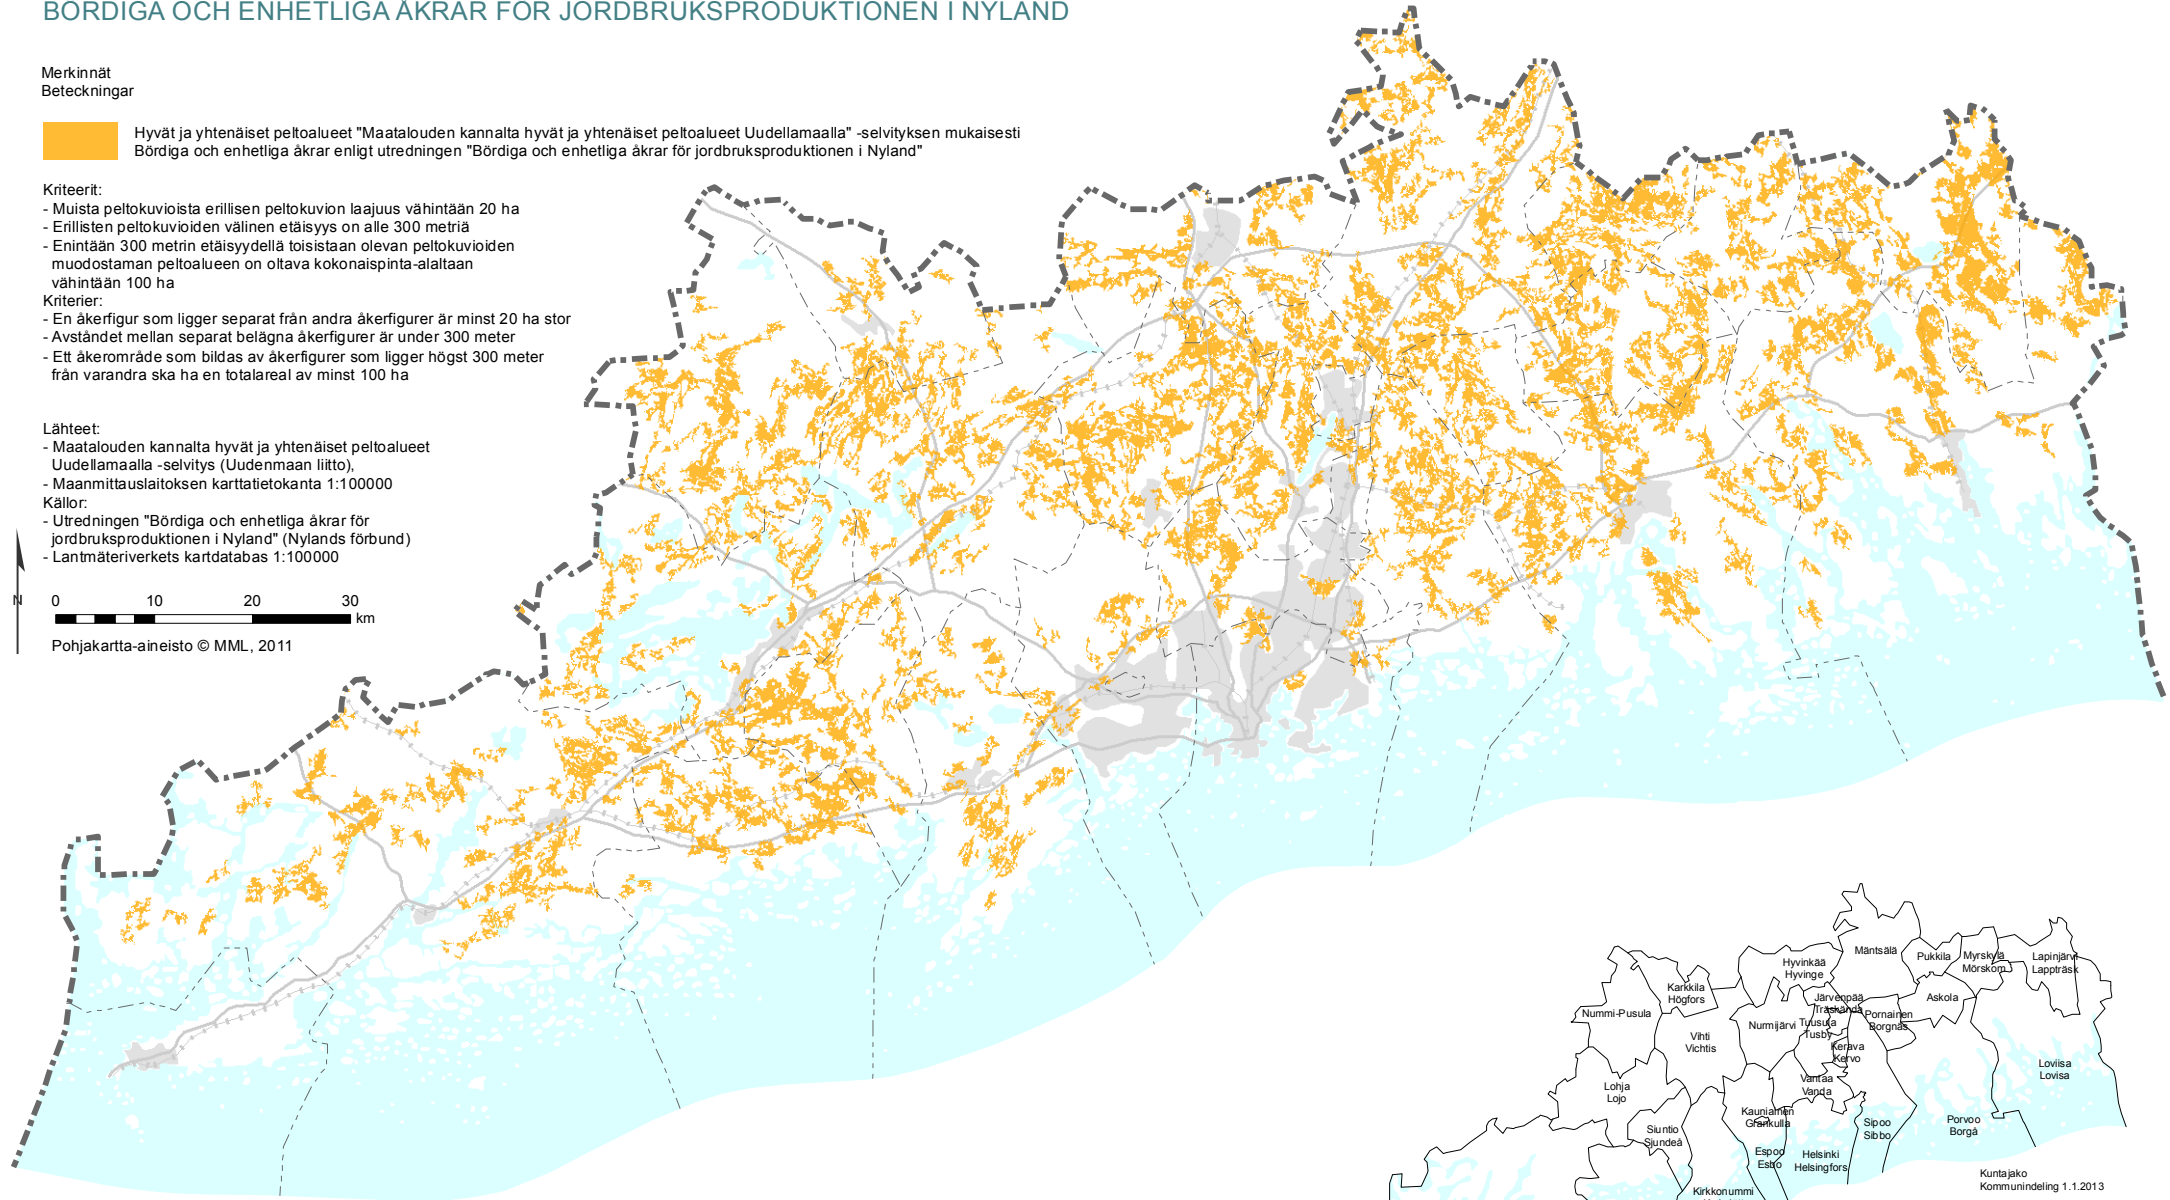 BÖRDIGA OCH ENHETLIGA ÅKRAR FÖR JORDBRUKSPRODUKTIONEN I NYLAND
Merkinnät
Beteckningar
Hyvät ja yhtenäiset peltoalueet "Maatalouden kannalta hyvät ja yhtenäiset peltoalueet Uudellamaalla" -selvityksen mukaisesti
Bördiga och enhetliga åkrar enligt utredningen "Bördiga och enhetliga åkrar för jordbruksproduktionen i Nyland"
Kriteerit:
- Muista peltokuvioista erillisen peltokuvion laajuus vähintään 20 ha
- Erillisten peltokuvioiden välinen etäisyys on alle 300 metriä
- Enintään 300 metrin etäisyydellä toisistaan olevan peltokuvioiden
muodostaman peltoalueen on oltava kokonaispinta-alaltaan
vähintään 100 ha
Kriterier:
- En åkerfigur som ligger separat från andra åkerfigurer är minst 20 ha stor
- Avståndet mellan separat belägna åkerfigurer är under 300 meter
- Ett åkerområde som bildas av åkerfigurer som ligger högst 300 meter
från varandra ska ha en totalareal av minst 100 ha
Lähteet:
- Maatalouden kannalta hyvät ja yhtenäiset peltoalueet
Uudellamaalla -selvitys (Uudenmaan liitto),
- Maanmittauslaitoksen karttatietokanta 1:100000
Källor:
- Utredningen "Bördiga och enhetliga åkrar för
jordbruksproduktionen i Nyland" (Nylands förbund)
- Lantmäteriverkets kartdatabas 1:100000
N
0 10 20 30
km
Pohjakartta-aineisto © MML, 2011
Mäntsälä
Pukkila
Myrskylä
Mörskom
Lapinjärvi
Lappträsk
Hyvinkää
Hyvinge
Karkkila
Högfors
Järvenpää
Träskända
Askola
Nummi-Pusula
Nurmijärvi
Tuusula
Tusby
Pornainen
Borgnäs
Vihti
Vichtis
Kerava
Kervo
Loviisa
Lovisa
Lohja
Lojo
Vantaa
Vanda
Kauniainen
Grankulla
Siuntio
Sjundeå
Sipoo
Sibbo
Porvoo
Borgå
Espoo
Esbo
Helsinki
Helsingfors
Kirkkonummi
Kuntajako
Kommunindeling 1.1.2013